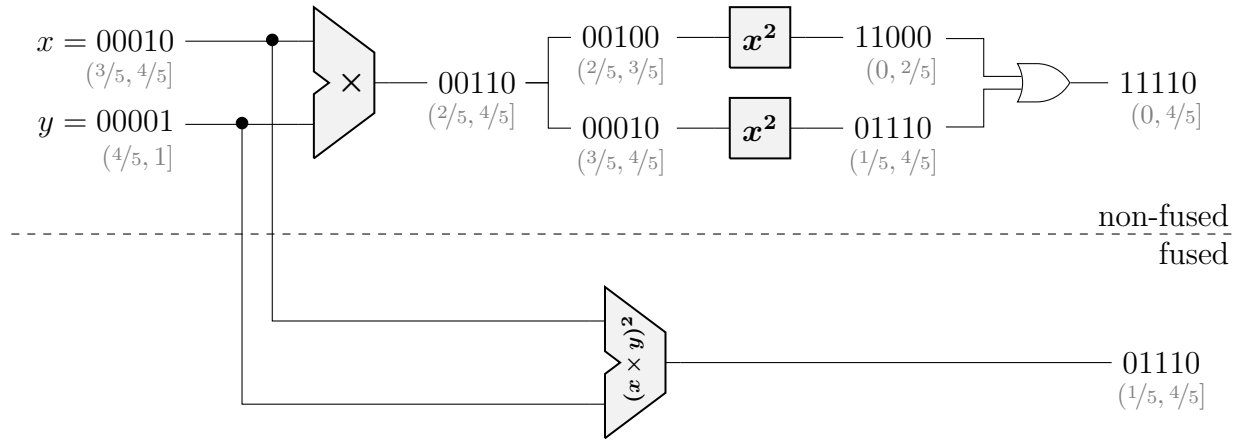 x = 00010
(3/5, 4/5]
y = 00001
(4/5, 1]
×
00110
(2/5, 4/5]
00100
(2/5, 3/5]
x²
11000
(0, 2/5]
00010
(3/5, 4/5]
x²
01110
(1/5, 4/5]
11110
(0, 4/5]
non-fused
fused
(x × y)²
01110
(1/5, 4/5]